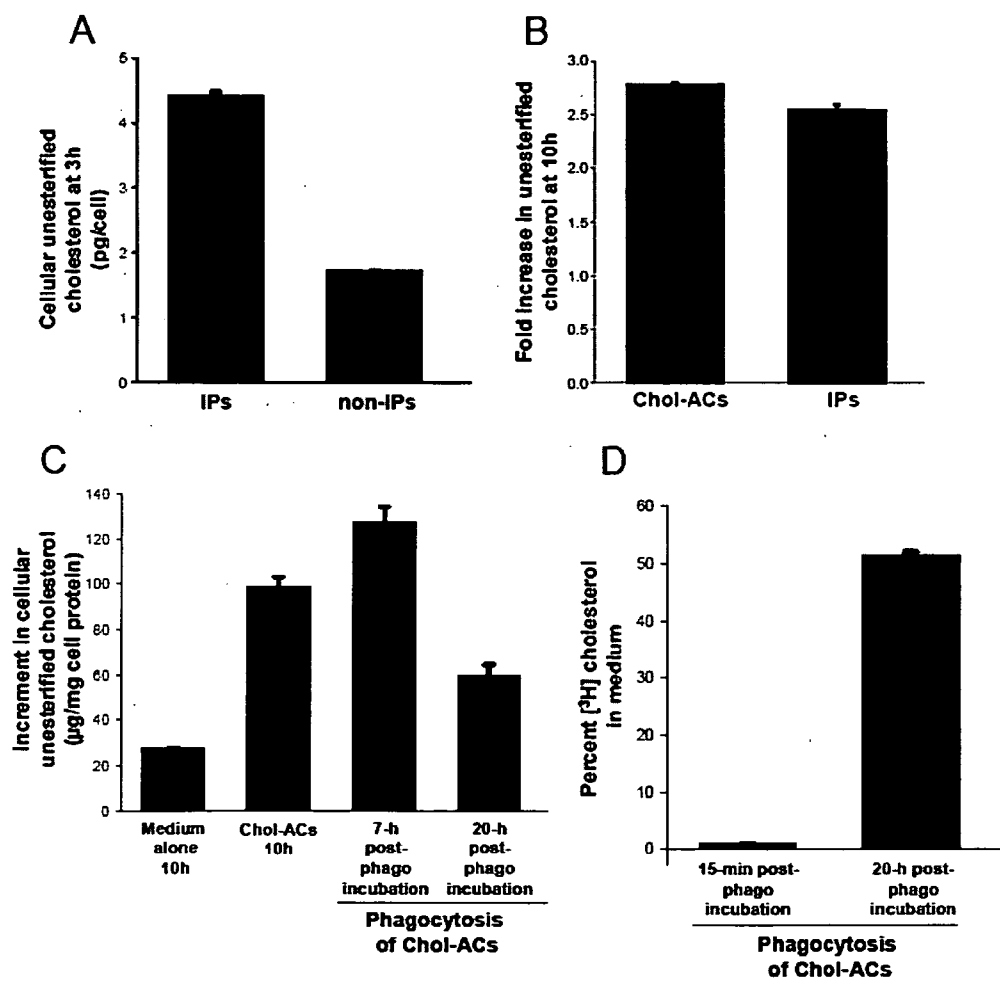 A
Cellular unesterified
cholesterol at 3h
(pg/cell)
5
4
3
2
1
0
IPs
non-IPs
B
Fold increase in unesterified
cholesterol at 10h
3.0
2.5
2.0
1.5
1.0
0.5
0.0
Chol-ACs
IPs
C
Increment in cellular
unesterified cholesterol
(µg/mg cell protein)
140
120
100
80
60
40
20
0
Medium
alone
10h
Chol-ACs
10h
7-h
post-
phago
incubation
20-h
post-
phago
incubation
Phagocytosis
of Chol-ACs
D
Percent [³H] cholesterol
in medium
60
50
40
30
20
10
0
15-min post-
phago
incubation
20-h post-
phago
incubation
Phagocytosis
of Chol-ACs